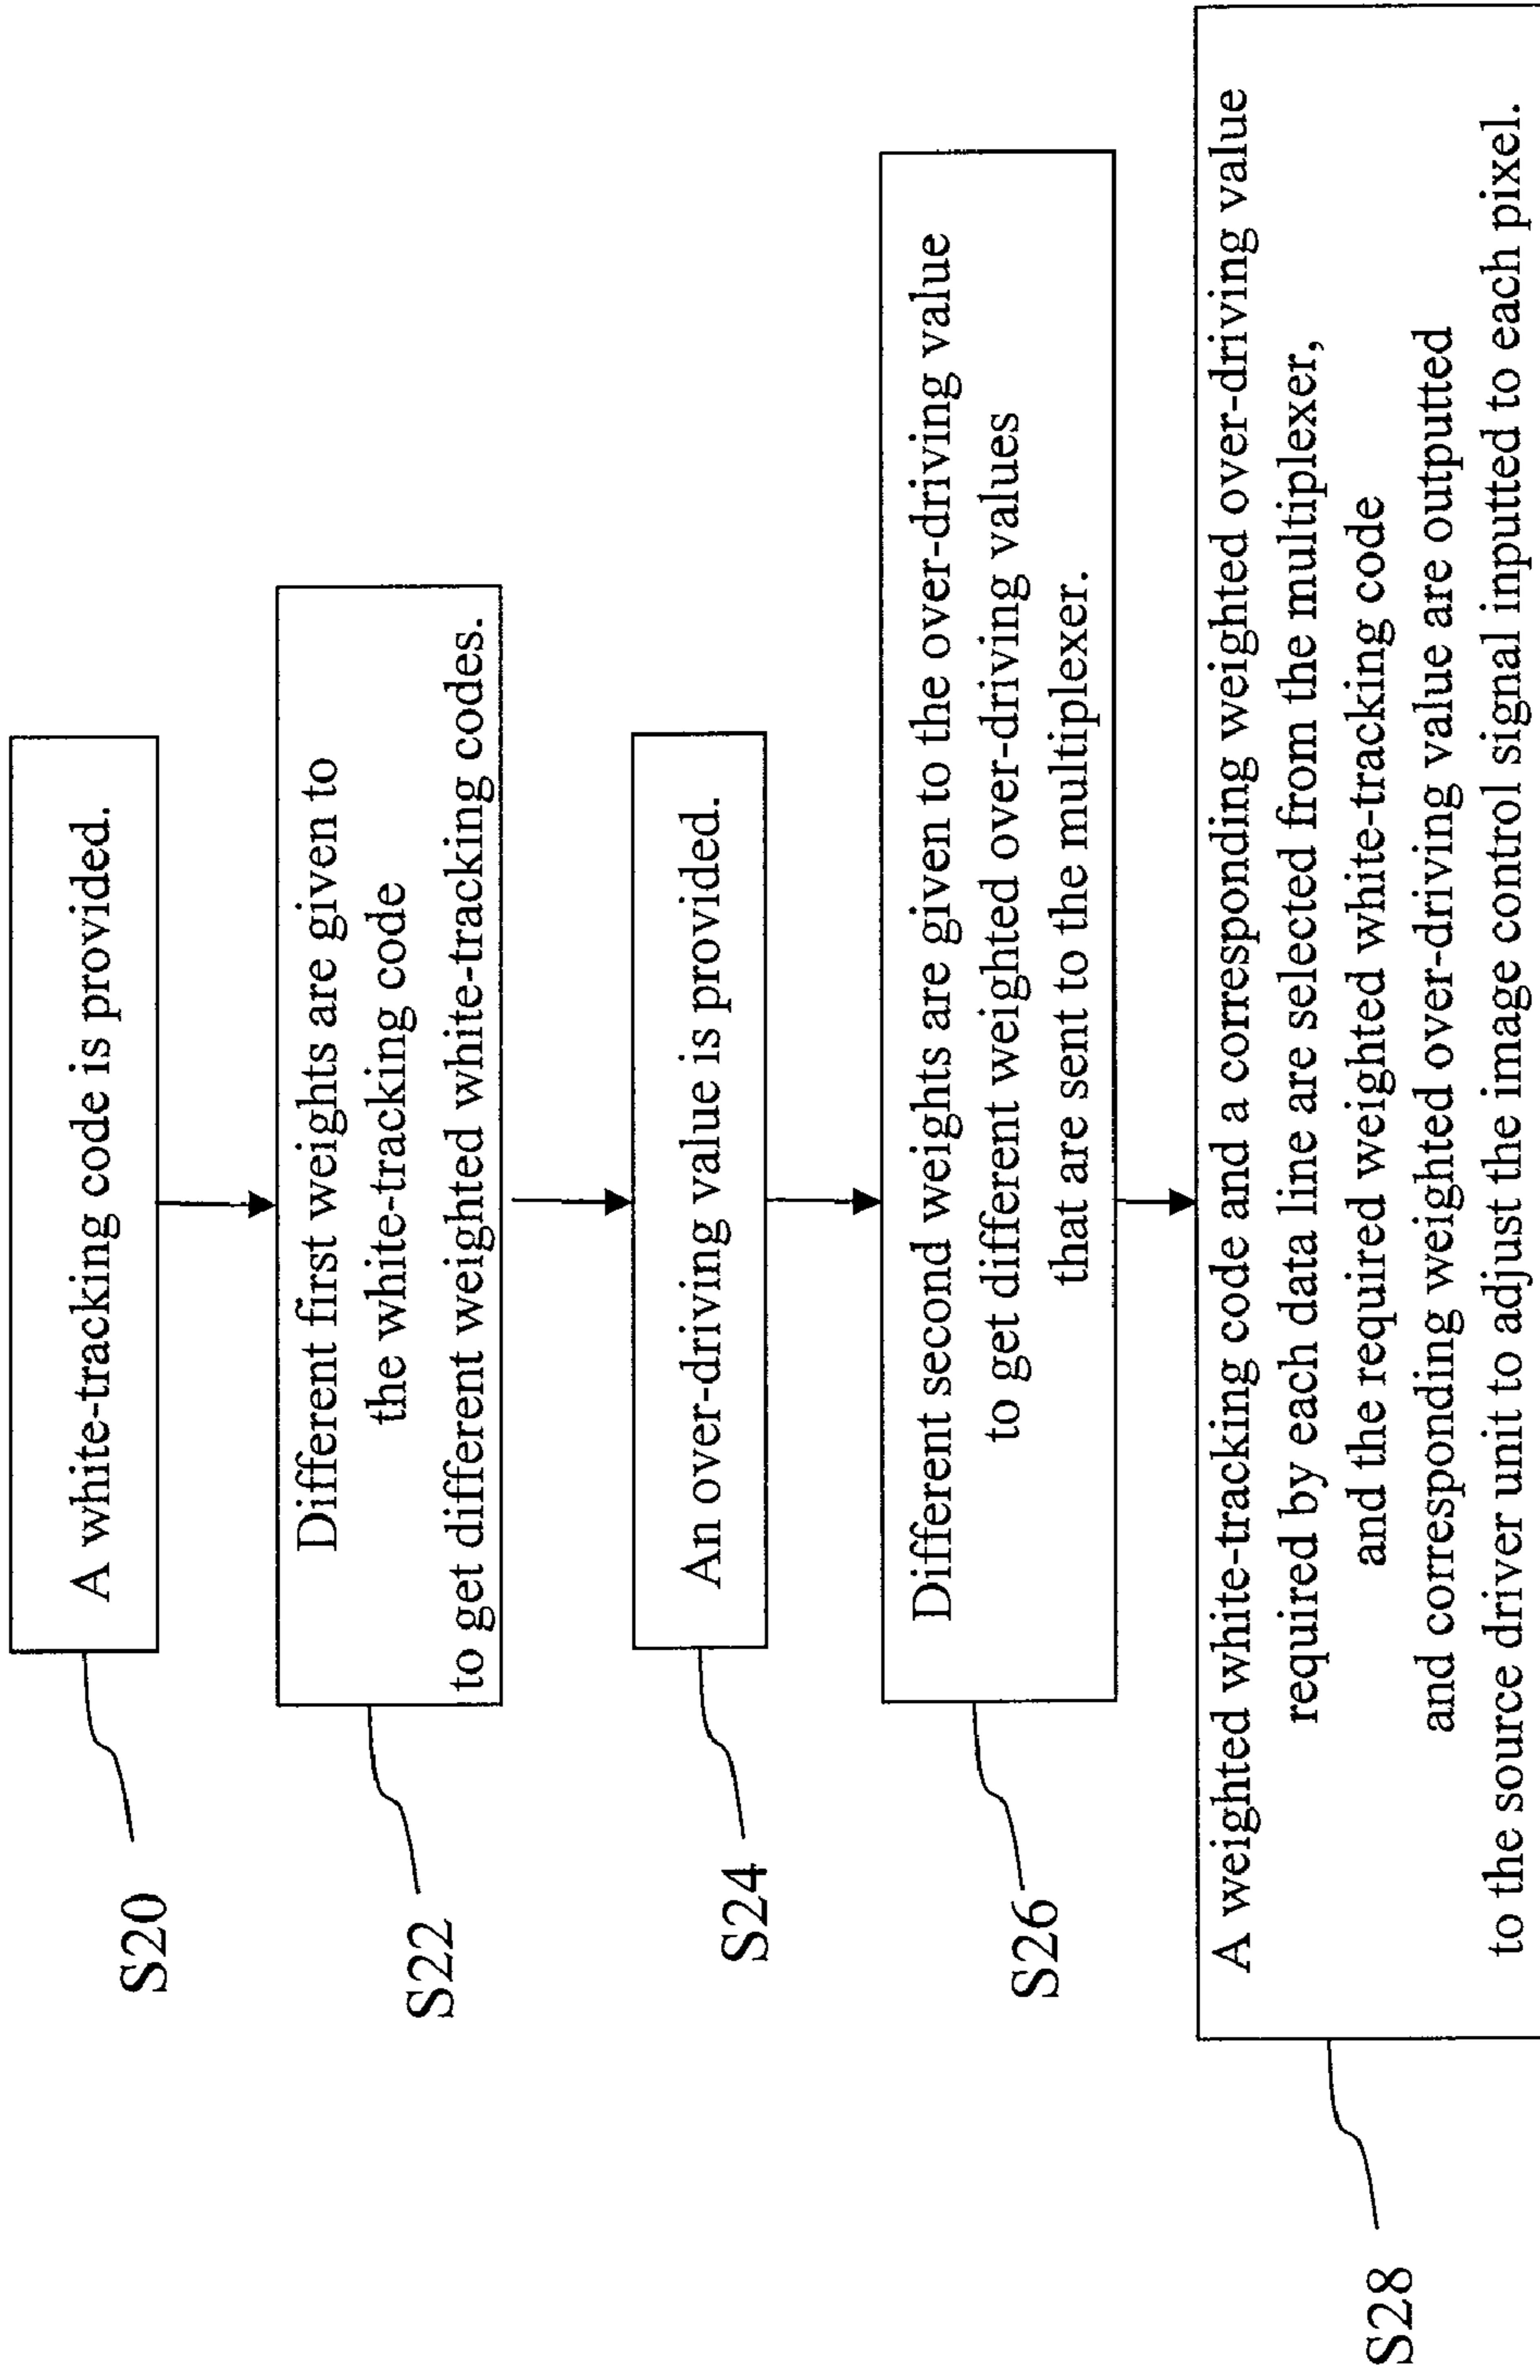 S20
A white-tracking code is provided.
S22
Different first weights are given to
the white-tracking code
to get different weighted white-tracking codes.
S24
An over-driving value is provided.
S26
Different second weights are given to the over-driving value
to get different weighted over-driving values
that are sent to the multiplexer.
S28
A weighted white-tracking code and a corresponding weighted over-driving value
required by each data line are selected from the multiplexer,
and the required weighted white-tracking code
and corresponding weighted over-driving value are outputted
to the source driver unit to adjust the image control signal inputted to each pixel.